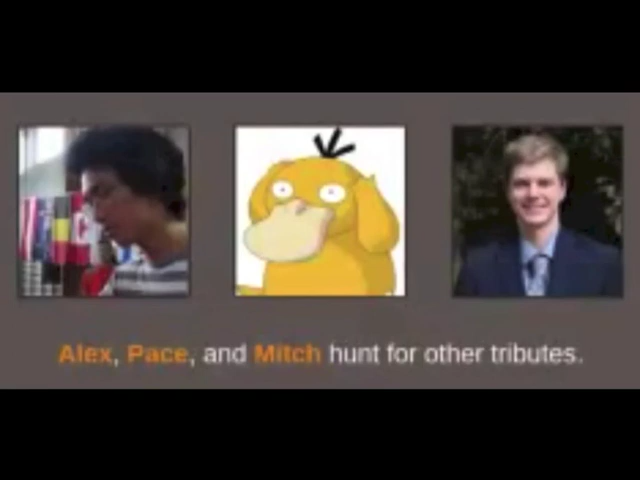 Alex, Pace, and Mitch hunt for other tributes.